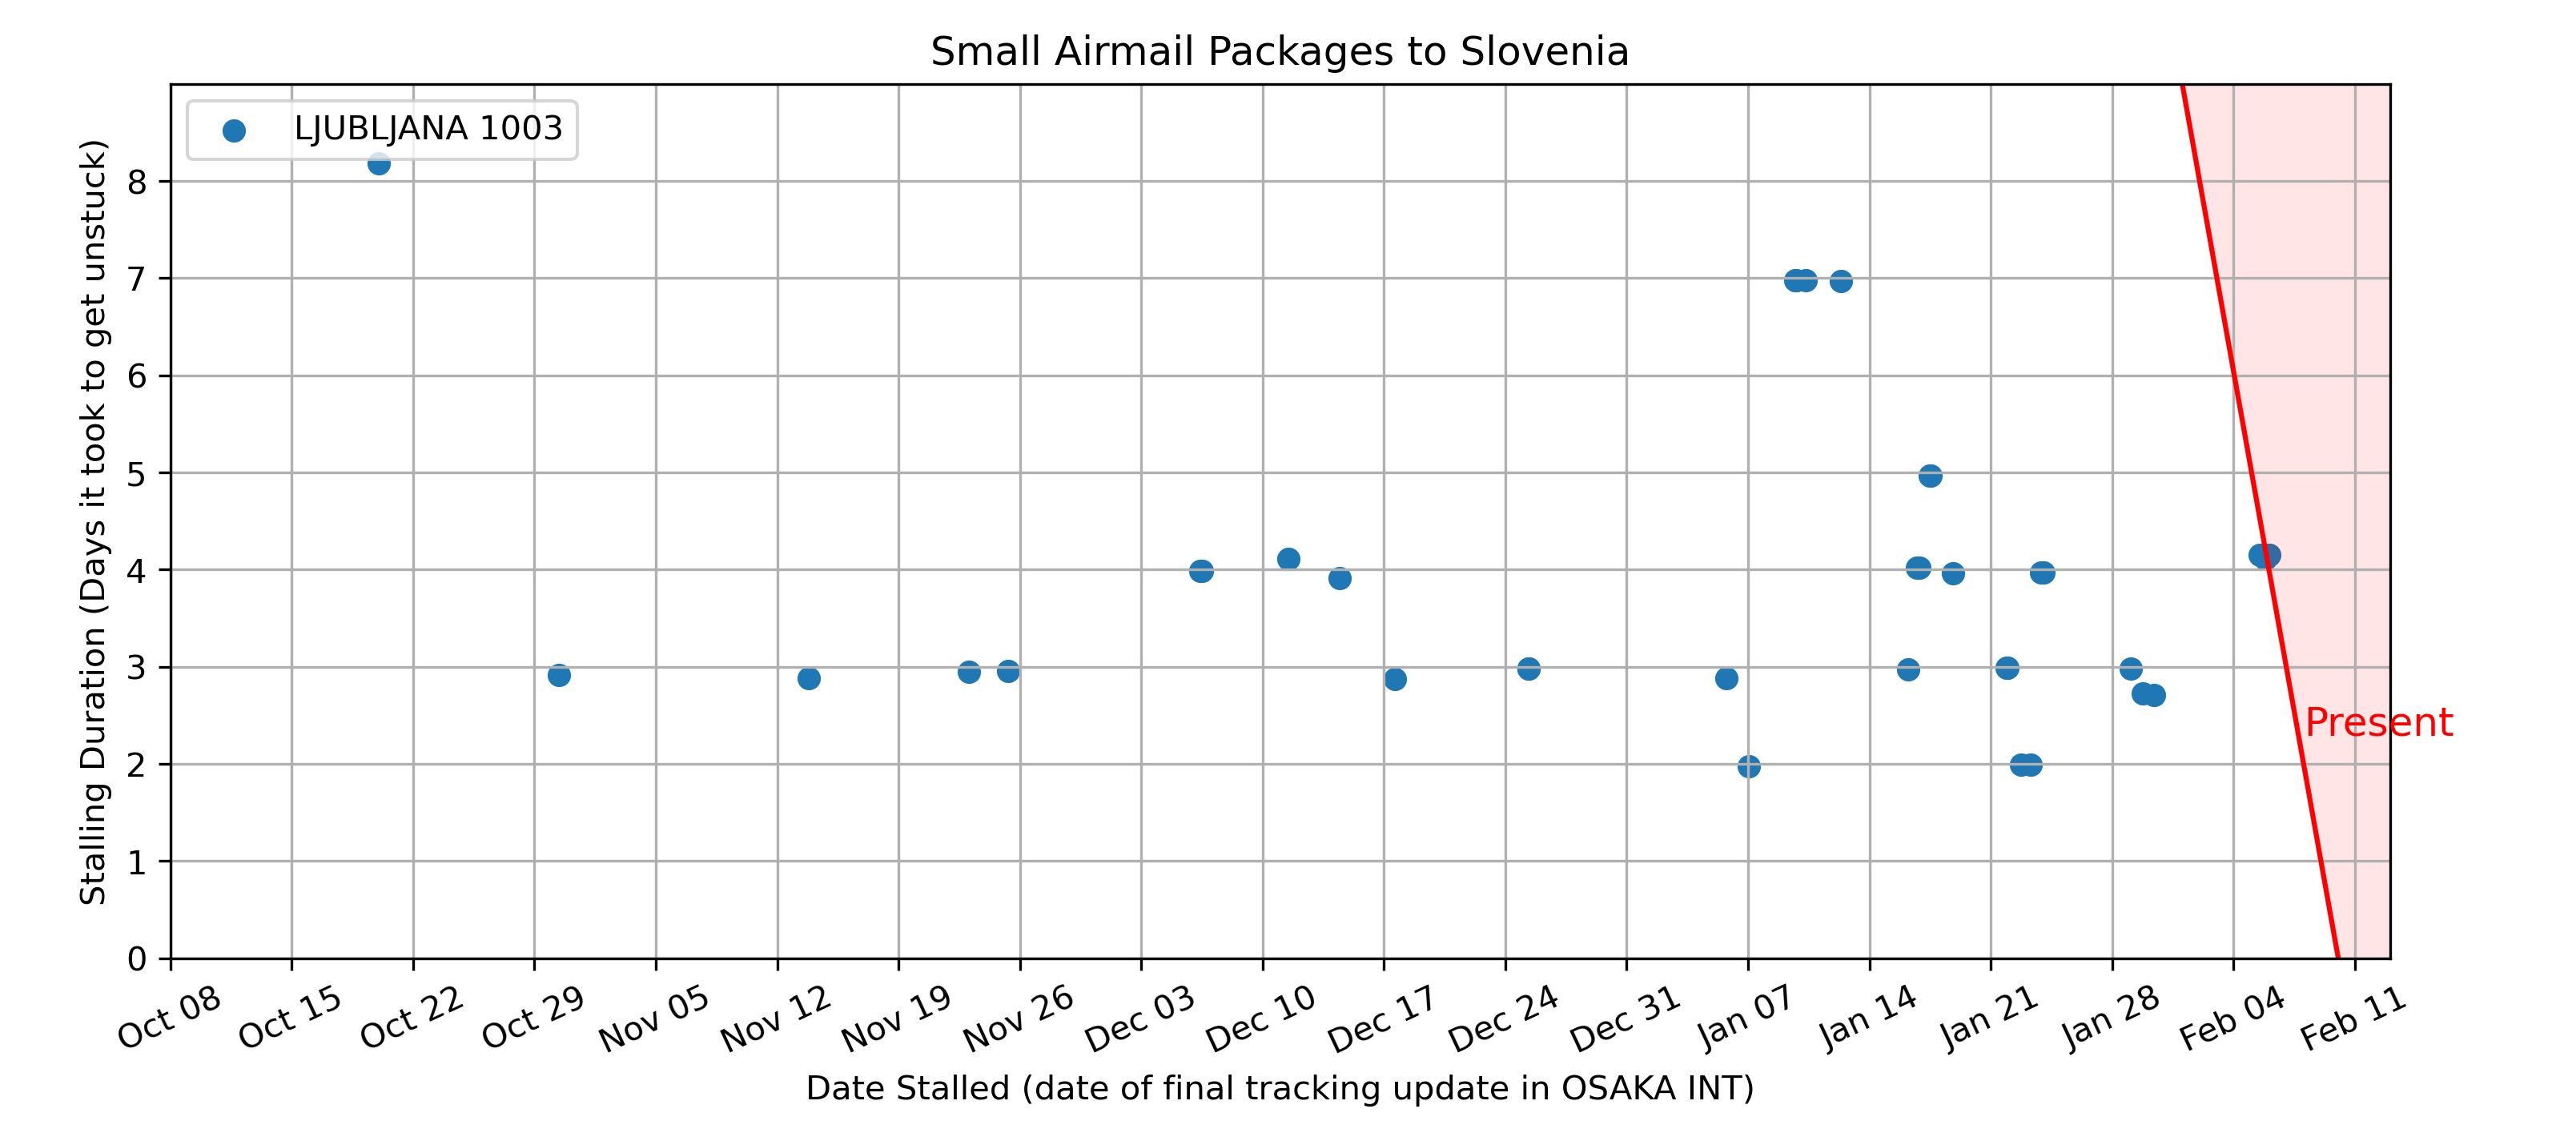 Small Airmail Packages to Slovenia
LJUBLJANA 1003
Stalling Duration (Days it took to get unstuck)
8
7
6
5
4
3
2
1
0
Present
Oct 08 Oct 15 Oct 22 Oct 29 Nov 05 Nov 12 Nov 19 Nov 26 Dec 03 Dec 10 Dec 17 Dec 24 Dec 31 Jan 07 Jan 14 Jan 21 Jan 28 Feb 04 Feb 11
Date Stalled (date of final tracking update in OSAKA INT)